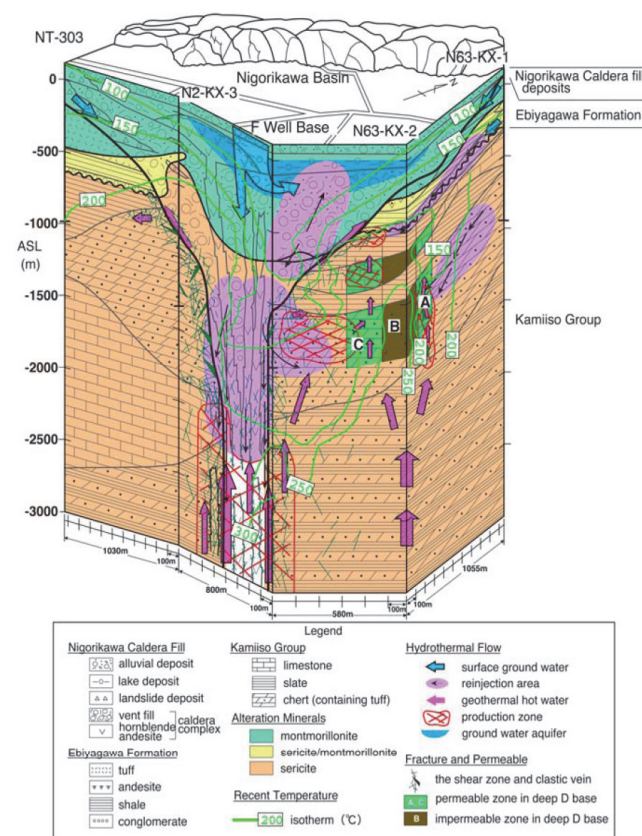 NT-303
N63-KX-1
0
Nigorikawa Basin
Nigorikawa Caldera fill
deposits
100
N2-KX-3
100
Ebiyagawa Formation
150
F Well Base
N63-KX-2
150
-500
200
-1000
ASL
(m)
150
-1500
A
Kamiiso Group
B
C
200
200
-2000
250
-2500
250
300
-3000
1030m
100m
800m
100m
580m
100m
100m
1055m
Legend
Nigorikawa Caldera Fill
alluvial deposit
lake deposit
landslide deposit
vent fill
hornblende
andesite
caldera
complex
Ebiyagawa Formation
tuff
andesite
shale
conglomerate
Kamiiso Group
limestone
slate
chert (containing tuff)
Alteration Minerals
montmorillonite
sericite/montmorillonite
sericite
Recent Temperature
200 isotherm (°C)
Hydrothermal Flow
surface ground water
reinjection area
geothermal hot water
production zone
ground water aquifer
Fracture and Permeable
the shear zone and clastic vein
A, C permeable zone in deep D base
B impermeable zone in deep D base